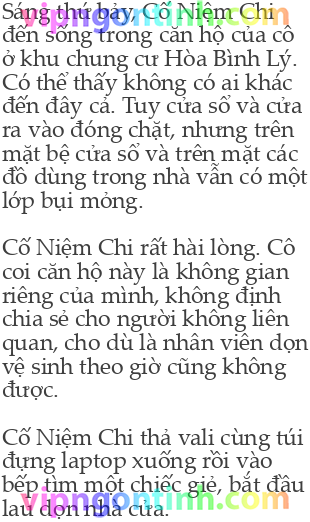 Sáng thứ bảy, Cố Niệm Chi
đến sống trong căn hộ của cô
ở khu chung cư Hòa Bình Lý.
Có thể thấy không có ai khác
đến đây cả. Tuy cửa sổ và cửa
ra vào đóng chặt, nhưng trên
mặt bệ cửa sổ và trên mặt các
đồ dùng trong nhà vẫn có một
lớp bụi mỏng.
Cố Niệm Chi rất hài lòng. Cô
coi căn hộ này là không gian
riêng của mình, không định
chia sẻ cho người không liên
quan, cho dù là nhân viên dọn
vệ sinh theo giờ cũng không
được.
Cố Niệm Chi thả vali cùng túi
đựng laptop xuống rồi vào
bếp tìm một chiếc giẻ, bắt đầu
lau dọn nhà cửa.
vipngontinh.com
vipngontinh.com